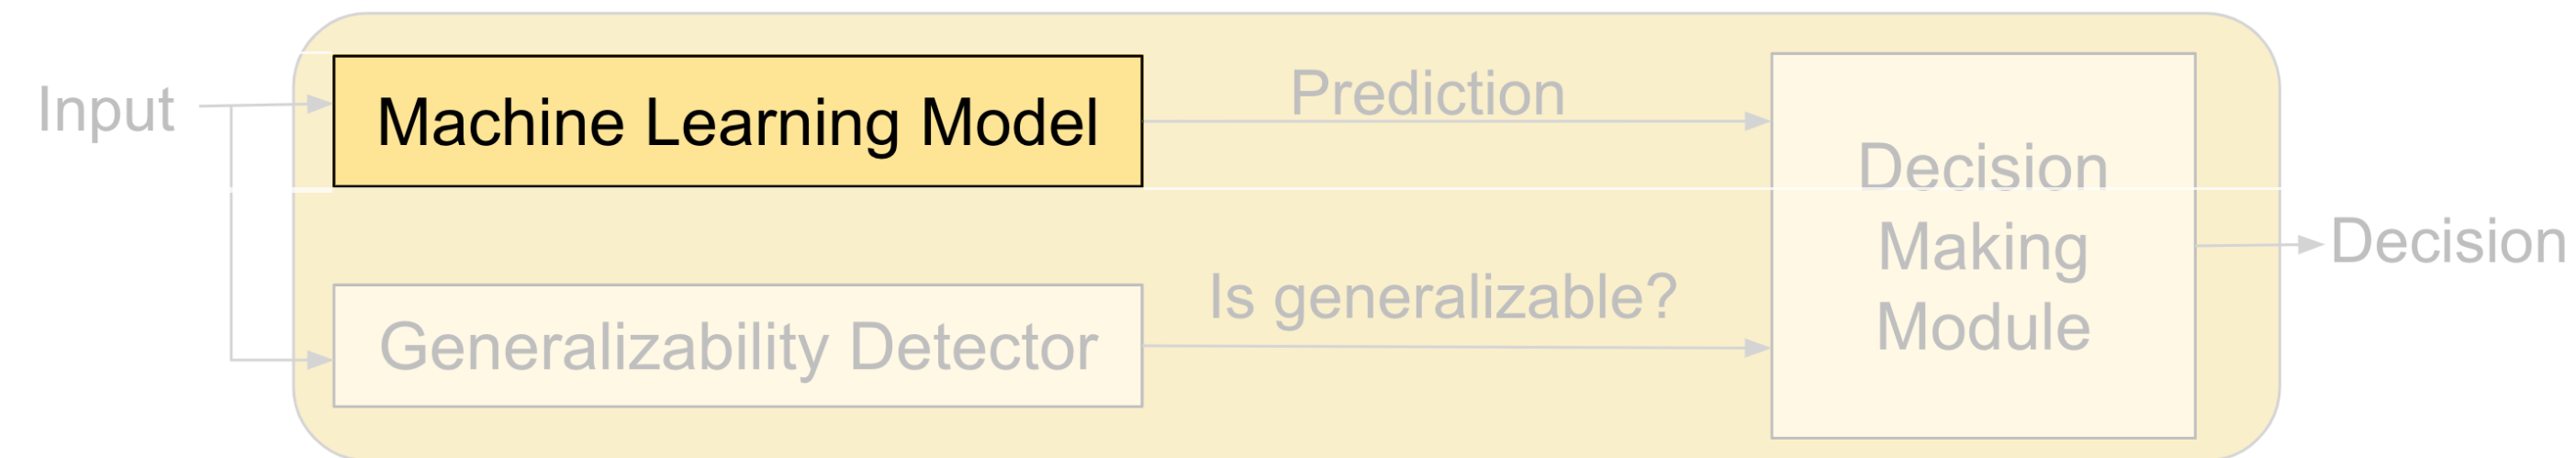 Input
Machine Learning Model
Prediction
Generalizability Detector
Is generalizable?
Decision
Making
Module
Decision